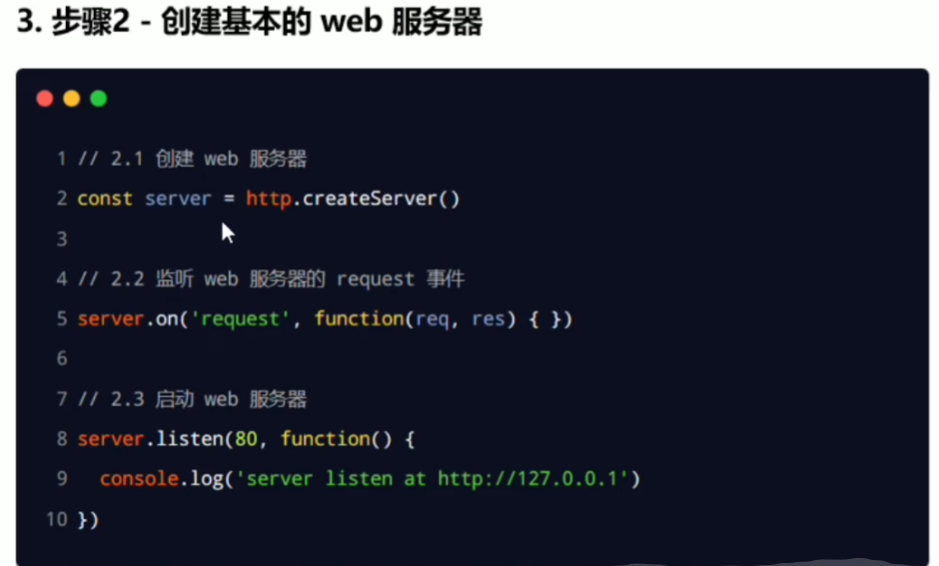 3. 步骤2 - 创建基本的 web 服务器
1 // 2.1 创建 web 服务器
2 const server = http.createServer()
3
4 // 2.2 监听 web 服务器的 request 事件
5 server.on('request', function(req, res) { })
6
7 // 2.3 启动 web 服务器
8 server.listen(80, function() {
9   console.log('server listen at http://127.0.0.1')
10 })